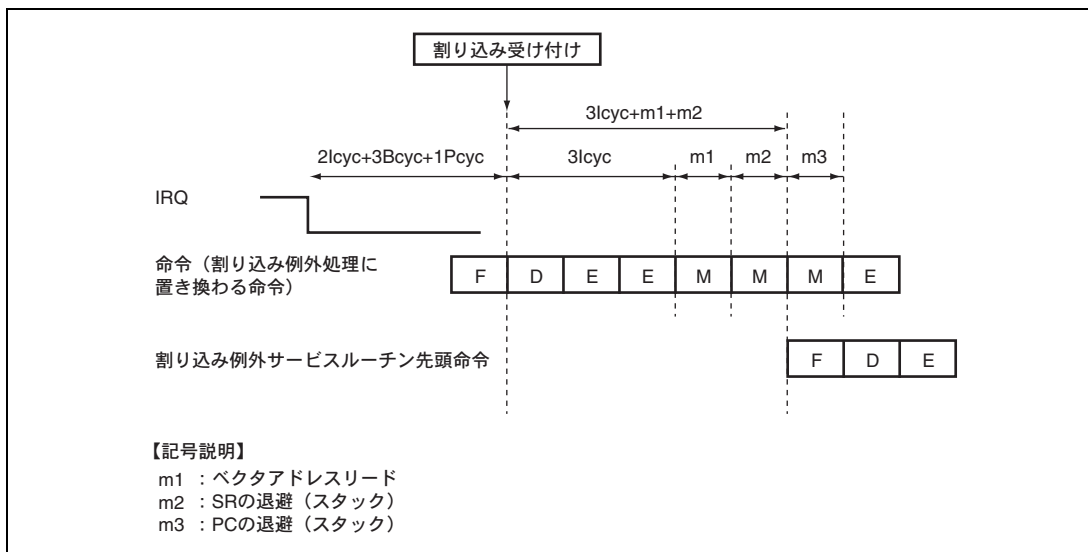 割り込み受け付け
3Icyc+m1+m2
2Icyc+3Bcyc+1Pcyc
3Icyc
m1
m2
m3
IRQ
命令（割り込み例外処理に
置き換わる命令）
F D E E M M M E
割り込み例外サービスルーチン先頭命令
F D E
【記号説明】
m1 ：ベクタアドレスリード
m2 ：SRの退避（スタック）
m3 ：PCの退避（スタック）